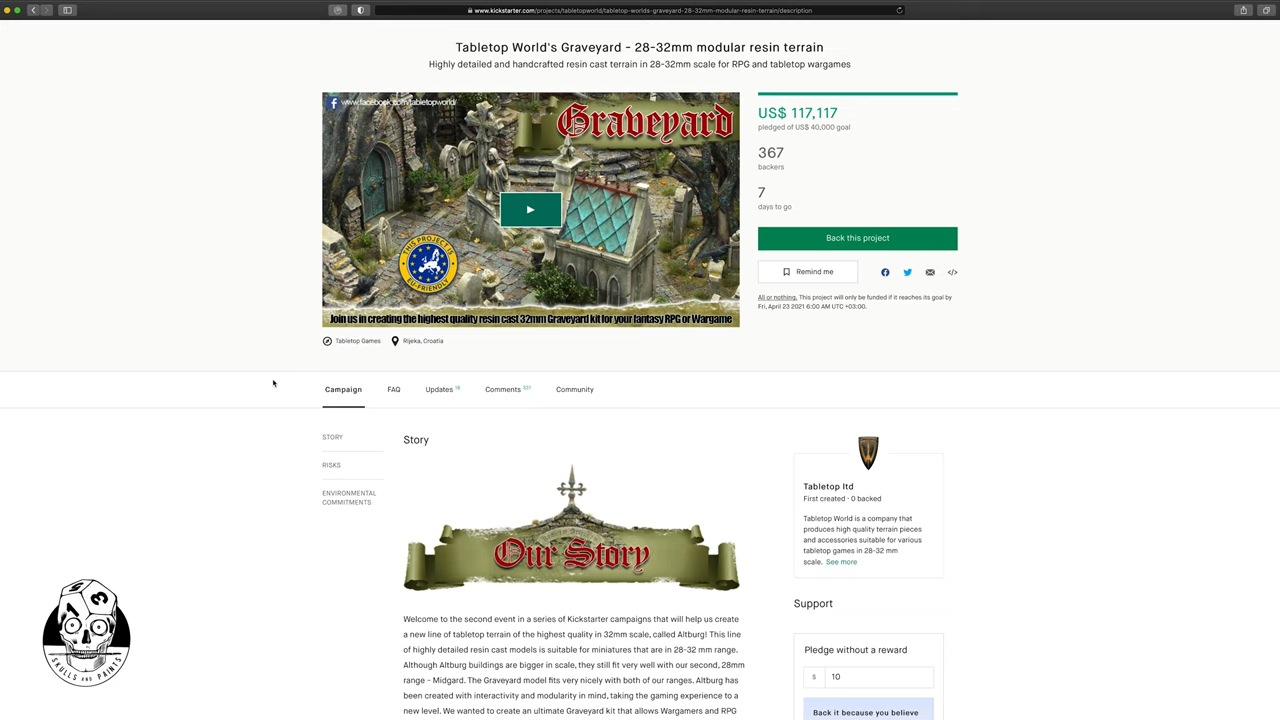 www.kickstarter.com/projects/tabletopworld/tabletop-worlds-graveyard-28-32mm-modular-resin-terrain/description
Tabletop World's Graveyard - 28-32mm modular resin terrain
Highly detailed and handcrafted resin cast terrain in 28-32mm scale for RPG and tabletop wargames
www.facebook.com/tabletopworld/
Graveyard
THIS PROJECT IS
EU-FRIENDLY
Join us in creating the highest quality resin cast 32mm Graveyard kit for your fantasy RPG or Wargame
Tabletop Games
Rijeka, Croatia
US$ 117,117
pledged of US$ 40,000 goal
367
backers
7
days to go
Back this project
Remind me
All or nothing. This project will only be funded if it reaches its goal by
Fri, April 23 2021 6:00 AM UTC +03:00.
Campaign
FAQ
Updates 18
Comments 531
Community
STORY
RISKS
ENVIRONMENTAL
COMMITMENTS
Story
Our Story
Welcome to the second event in a series of Kickstarter campaigns that will help us create
a new line of tabletop terrain of the highest quality in 32mm scale, called Altburg! This line
of highly detailed resin cast models is suitable for miniatures that are in 28-32 mm range.
Although Altburg buildings are bigger in scale, they still fit very well with our second, 28mm
range - Midgard. The Graveyard model fits very nicely with both of our ranges. Altburg has
been created with interactivity and modularity in mind, taking the gaming experience to a
new level. We wanted to create an ultimate Graveyard kit that allows Wargamers and RPG
Tabletop ltd
First created · 0 backed
Tabletop World is a company that
produces high quality terrain pieces
and accessories suitable for various
tabletop games in 28-32 mm
scale. See more
Support
Pledge without a reward
$ 10
Back it because you believe
SKULLS AND PAINTS